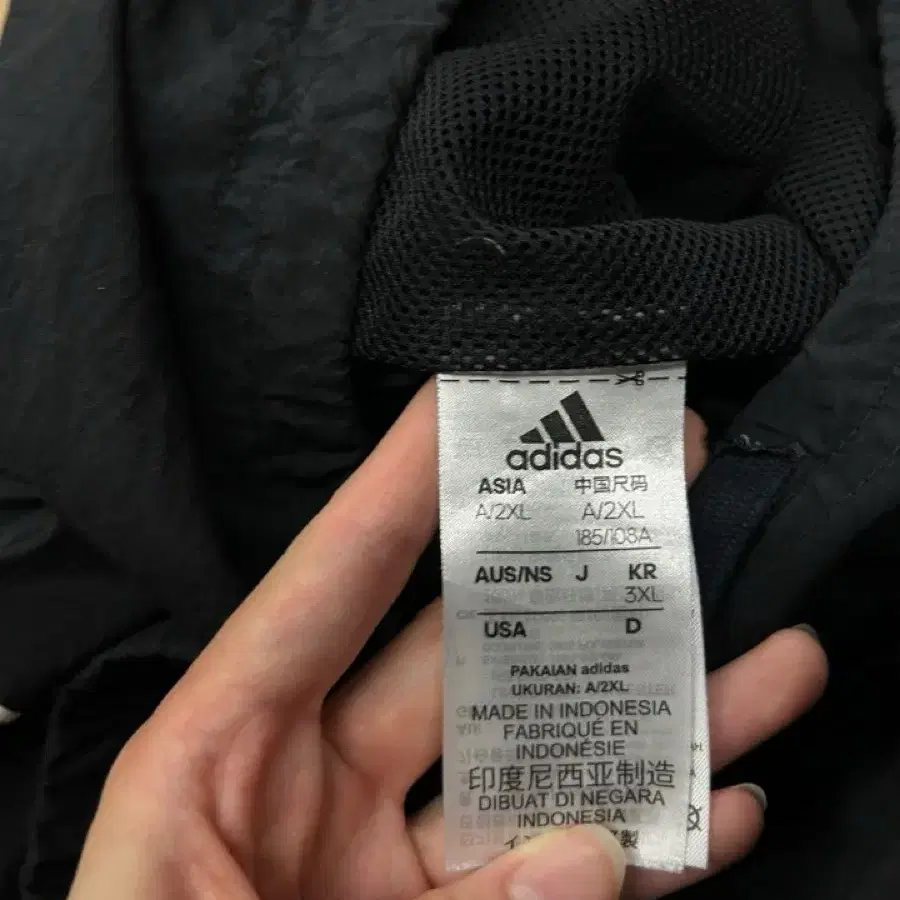 adidas
ASIA 中国尺码
A/2XL A/2XL
185/108A
AUS/NS J KR
3XL
USA D
PAKAIAN adidas
UKURAN: A/2XL
MADE IN INDONESIA
FABRIQUÉ EN
INDONÉSIE
印度尼西亚制造
DIBUAT DI NEGARA
INDONESIA
製